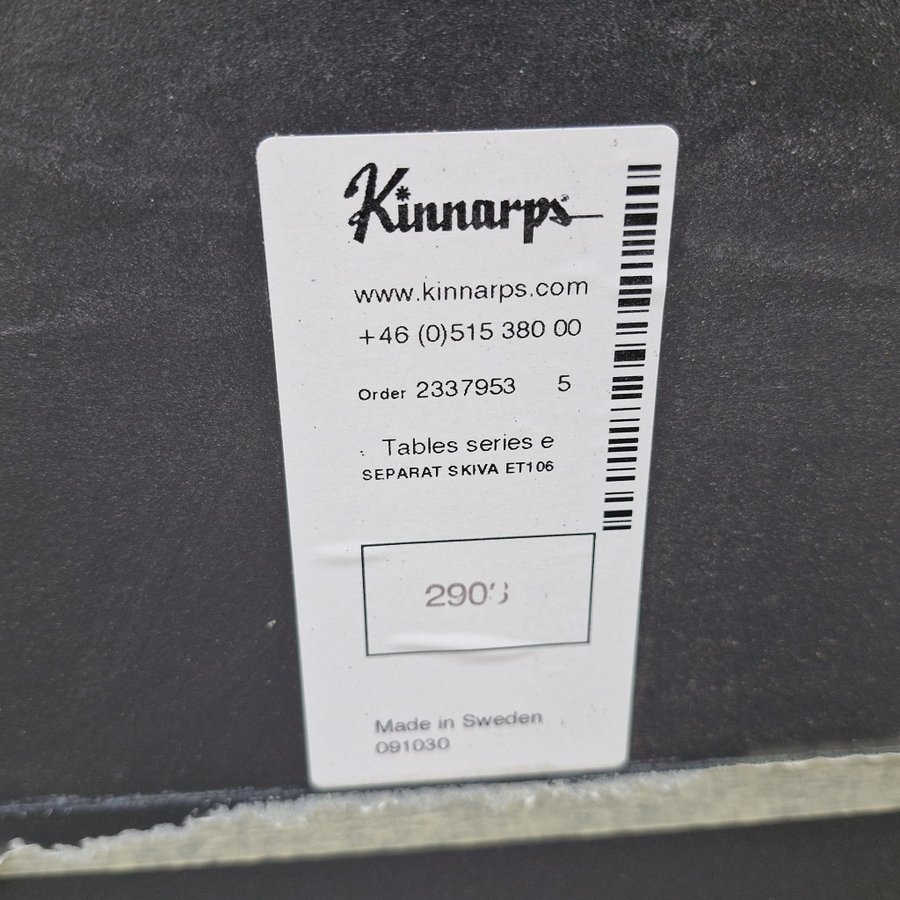 Kinnarps
www.kinnarps.com
+46 (0)515 380 00
Order 2337953 5
Tables series e
SEPARAT SKIVA ET106
2903
Made in Sweden
091030